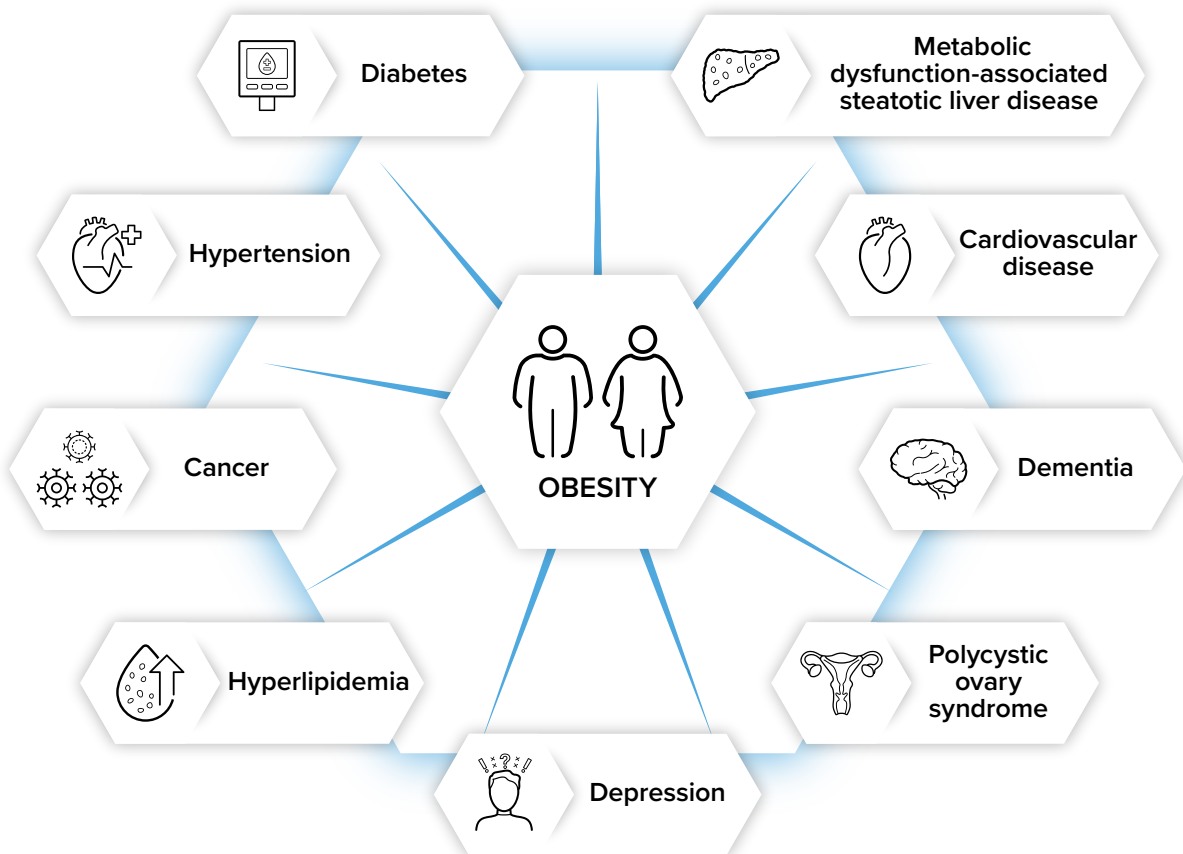 Diabetes
Metabolic
dysfunction-associated
steatotic liver disease
Hypertension
Cardiovascular
disease
OBESITY
Cancer
Dementia
Hyperlipidemia
Polycystic
ovary
syndrome
! × × ? × × !
Depression